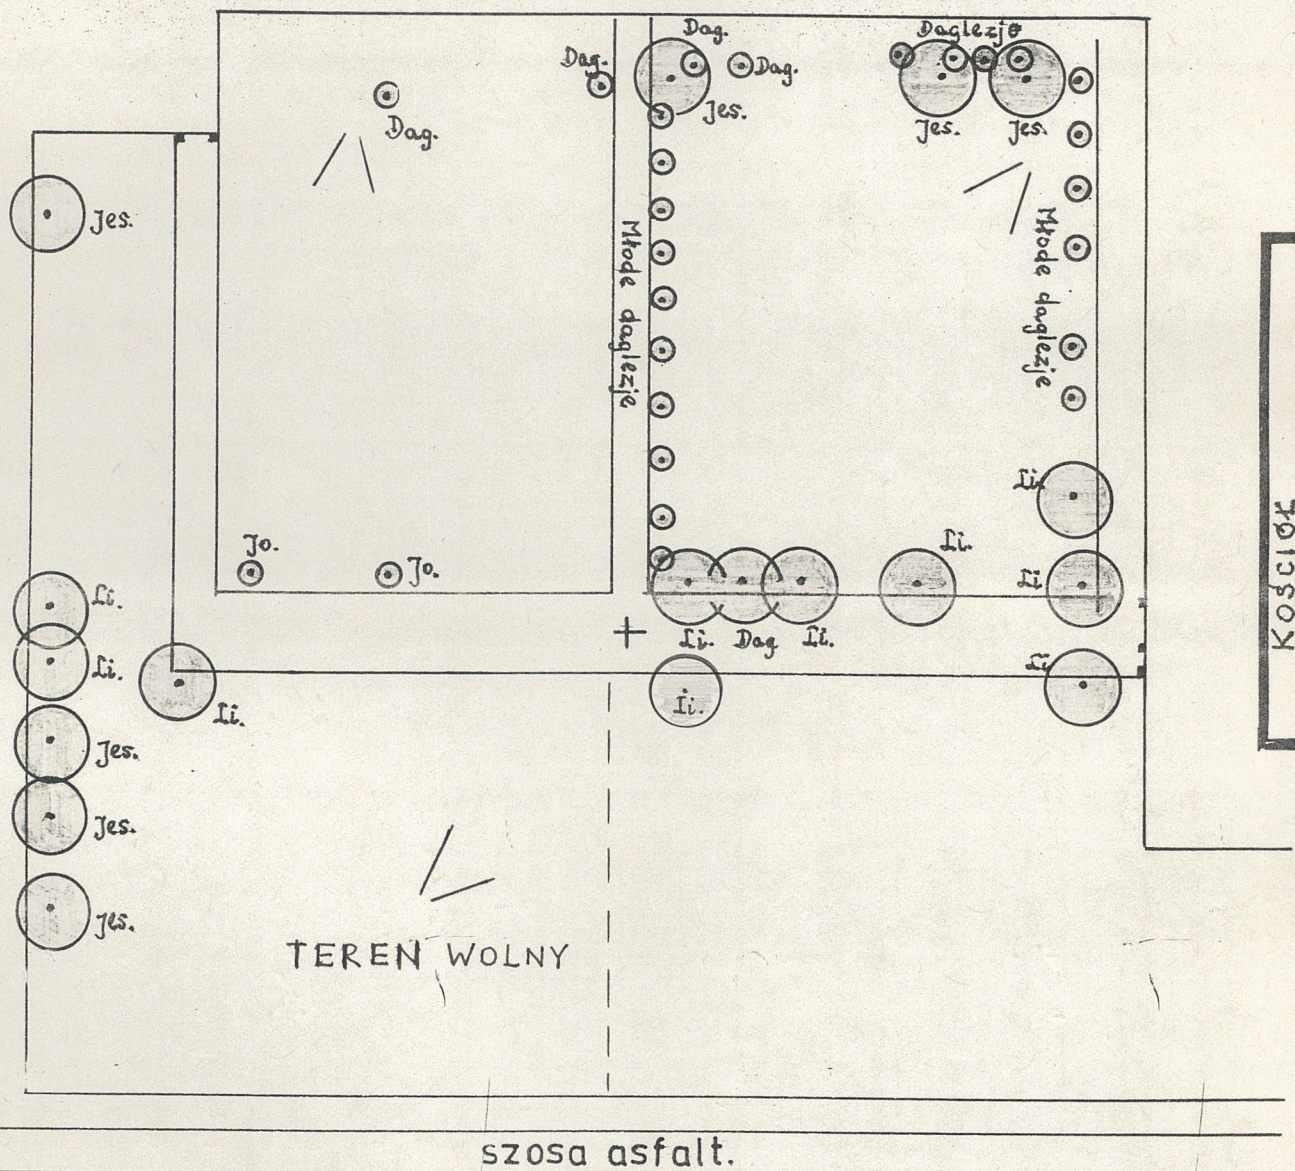 Daglezje
Dag.
Dag.
Dag.
Dag.
Jes.
Jes.
Jes.
Jes.
Młode daglezje
Młode daglezje
Li.
Jo.
Jo.
Li.
Li.
Li.
Li.
Dag
Li.
Li.
Li.
Li.
Li.
Li.
Jes.
Jes.
Jes.
KOŚCIÓŁ
TEREN WOLNY
szosa asfalt.